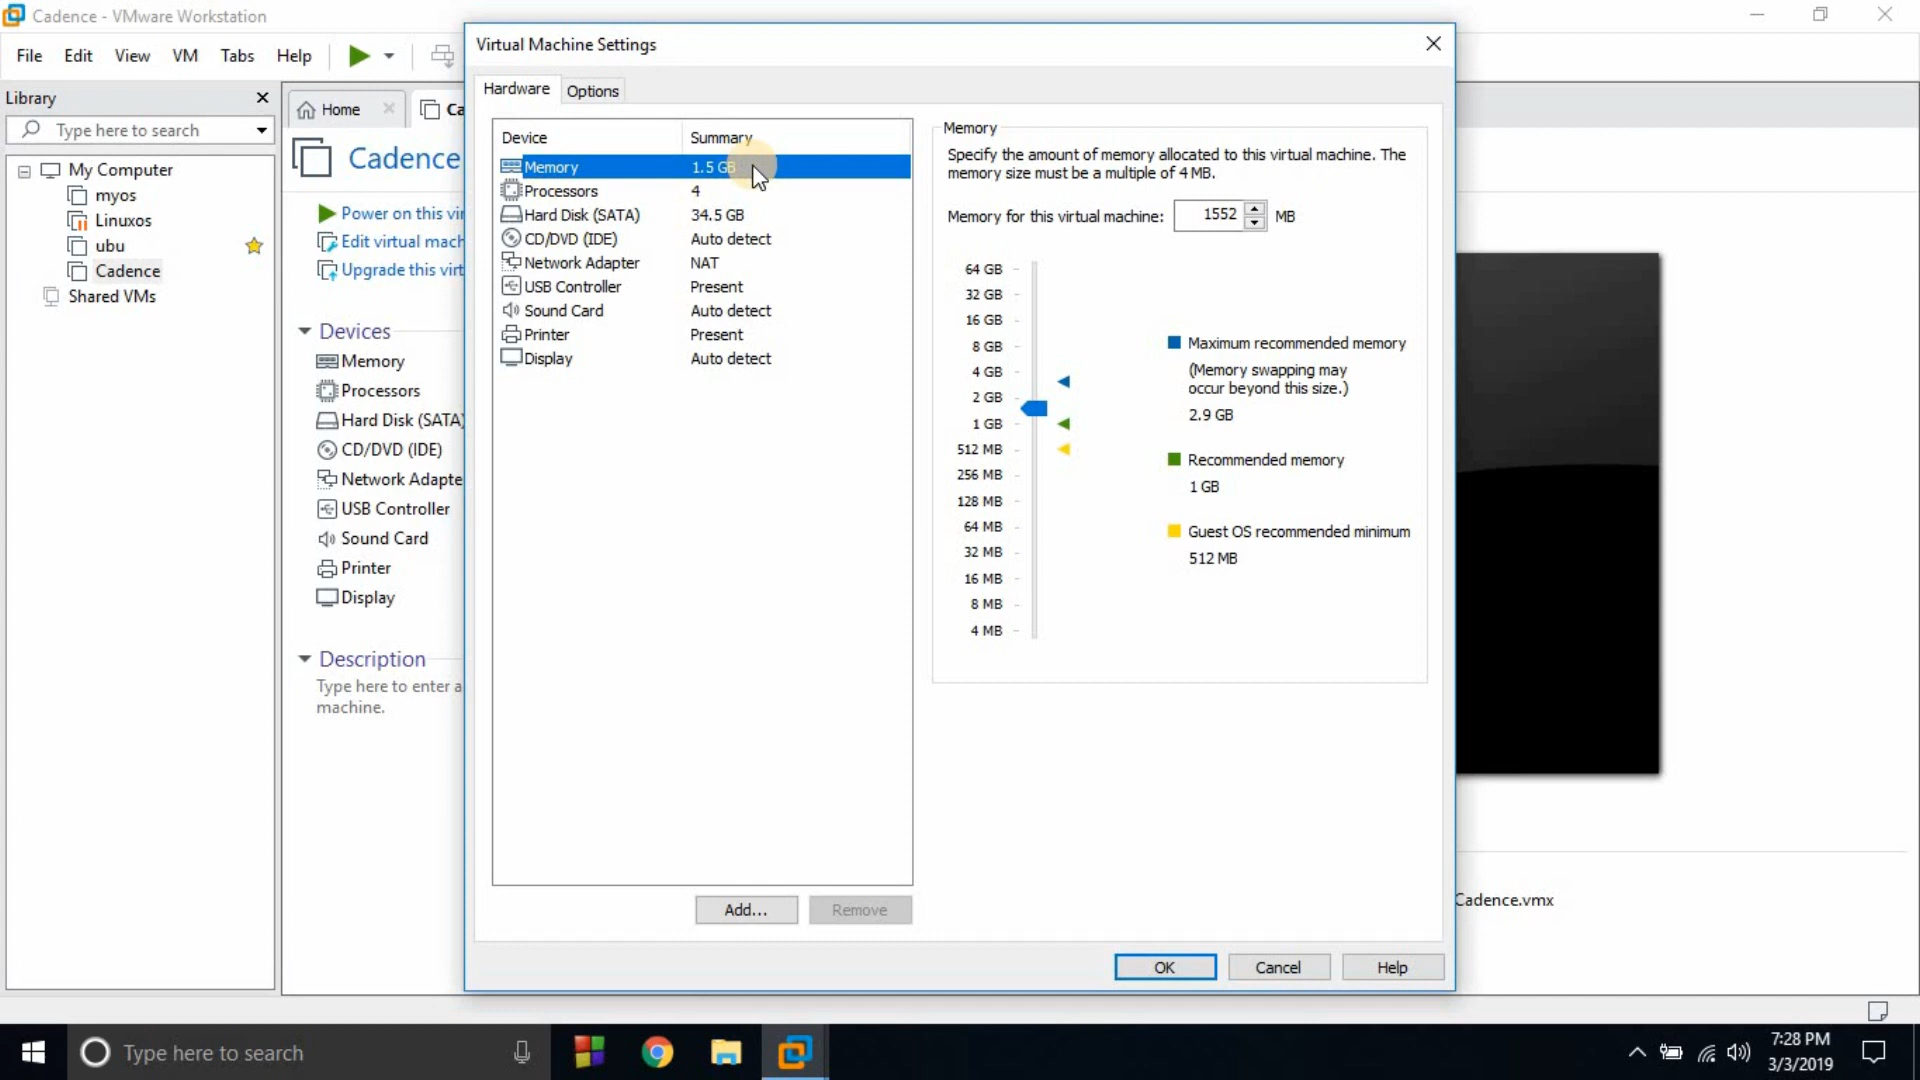 Cadence - VMware Workstation
File Edit View VM Tabs Help
Library
Type here to search
My Computer
myos
Linuxos
ubu
Cadence
Shared VMs
Home
Ca
Cadence
Power on this vir
Edit virtual mach
Upgrade this virt
Devices
Memory
Processors
Hard Disk (SATA)
CD/DVD (IDE)
Network Adapte
USB Controller
Sound Card
Printer
Display
Description
Type here to enter a
machine.
Virtual Machine Settings
Hardware Options
Device Summary
Memory 1.5 GB
Processors 4
Hard Disk (SATA) 34.5 GB
CD/DVD (IDE) Auto detect
Network Adapter NAT
USB Controller Present
Sound Card Auto detect
Printer Present
Display Auto detect
Add... Remove
Memory
Specify the amount of memory allocated to this virtual machine. The
memory size must be a multiple of 4 MB.
Memory for this virtual machine: 1552 MB
64 GB
32 GB
16 GB
8 GB
4 GB
2 GB
1 GB
512 MB
256 MB
128 MB
64 MB
32 MB
16 MB
8 MB
4 MB
Maximum recommended memory
(Memory swapping may
occur beyond this size.)
2.9 GB
Recommended memory
1 GB
Guest OS recommended minimum
512 MB
OK Cancel Help
Cadence.vmx
Type here to search
7:28 PM
3/3/2019